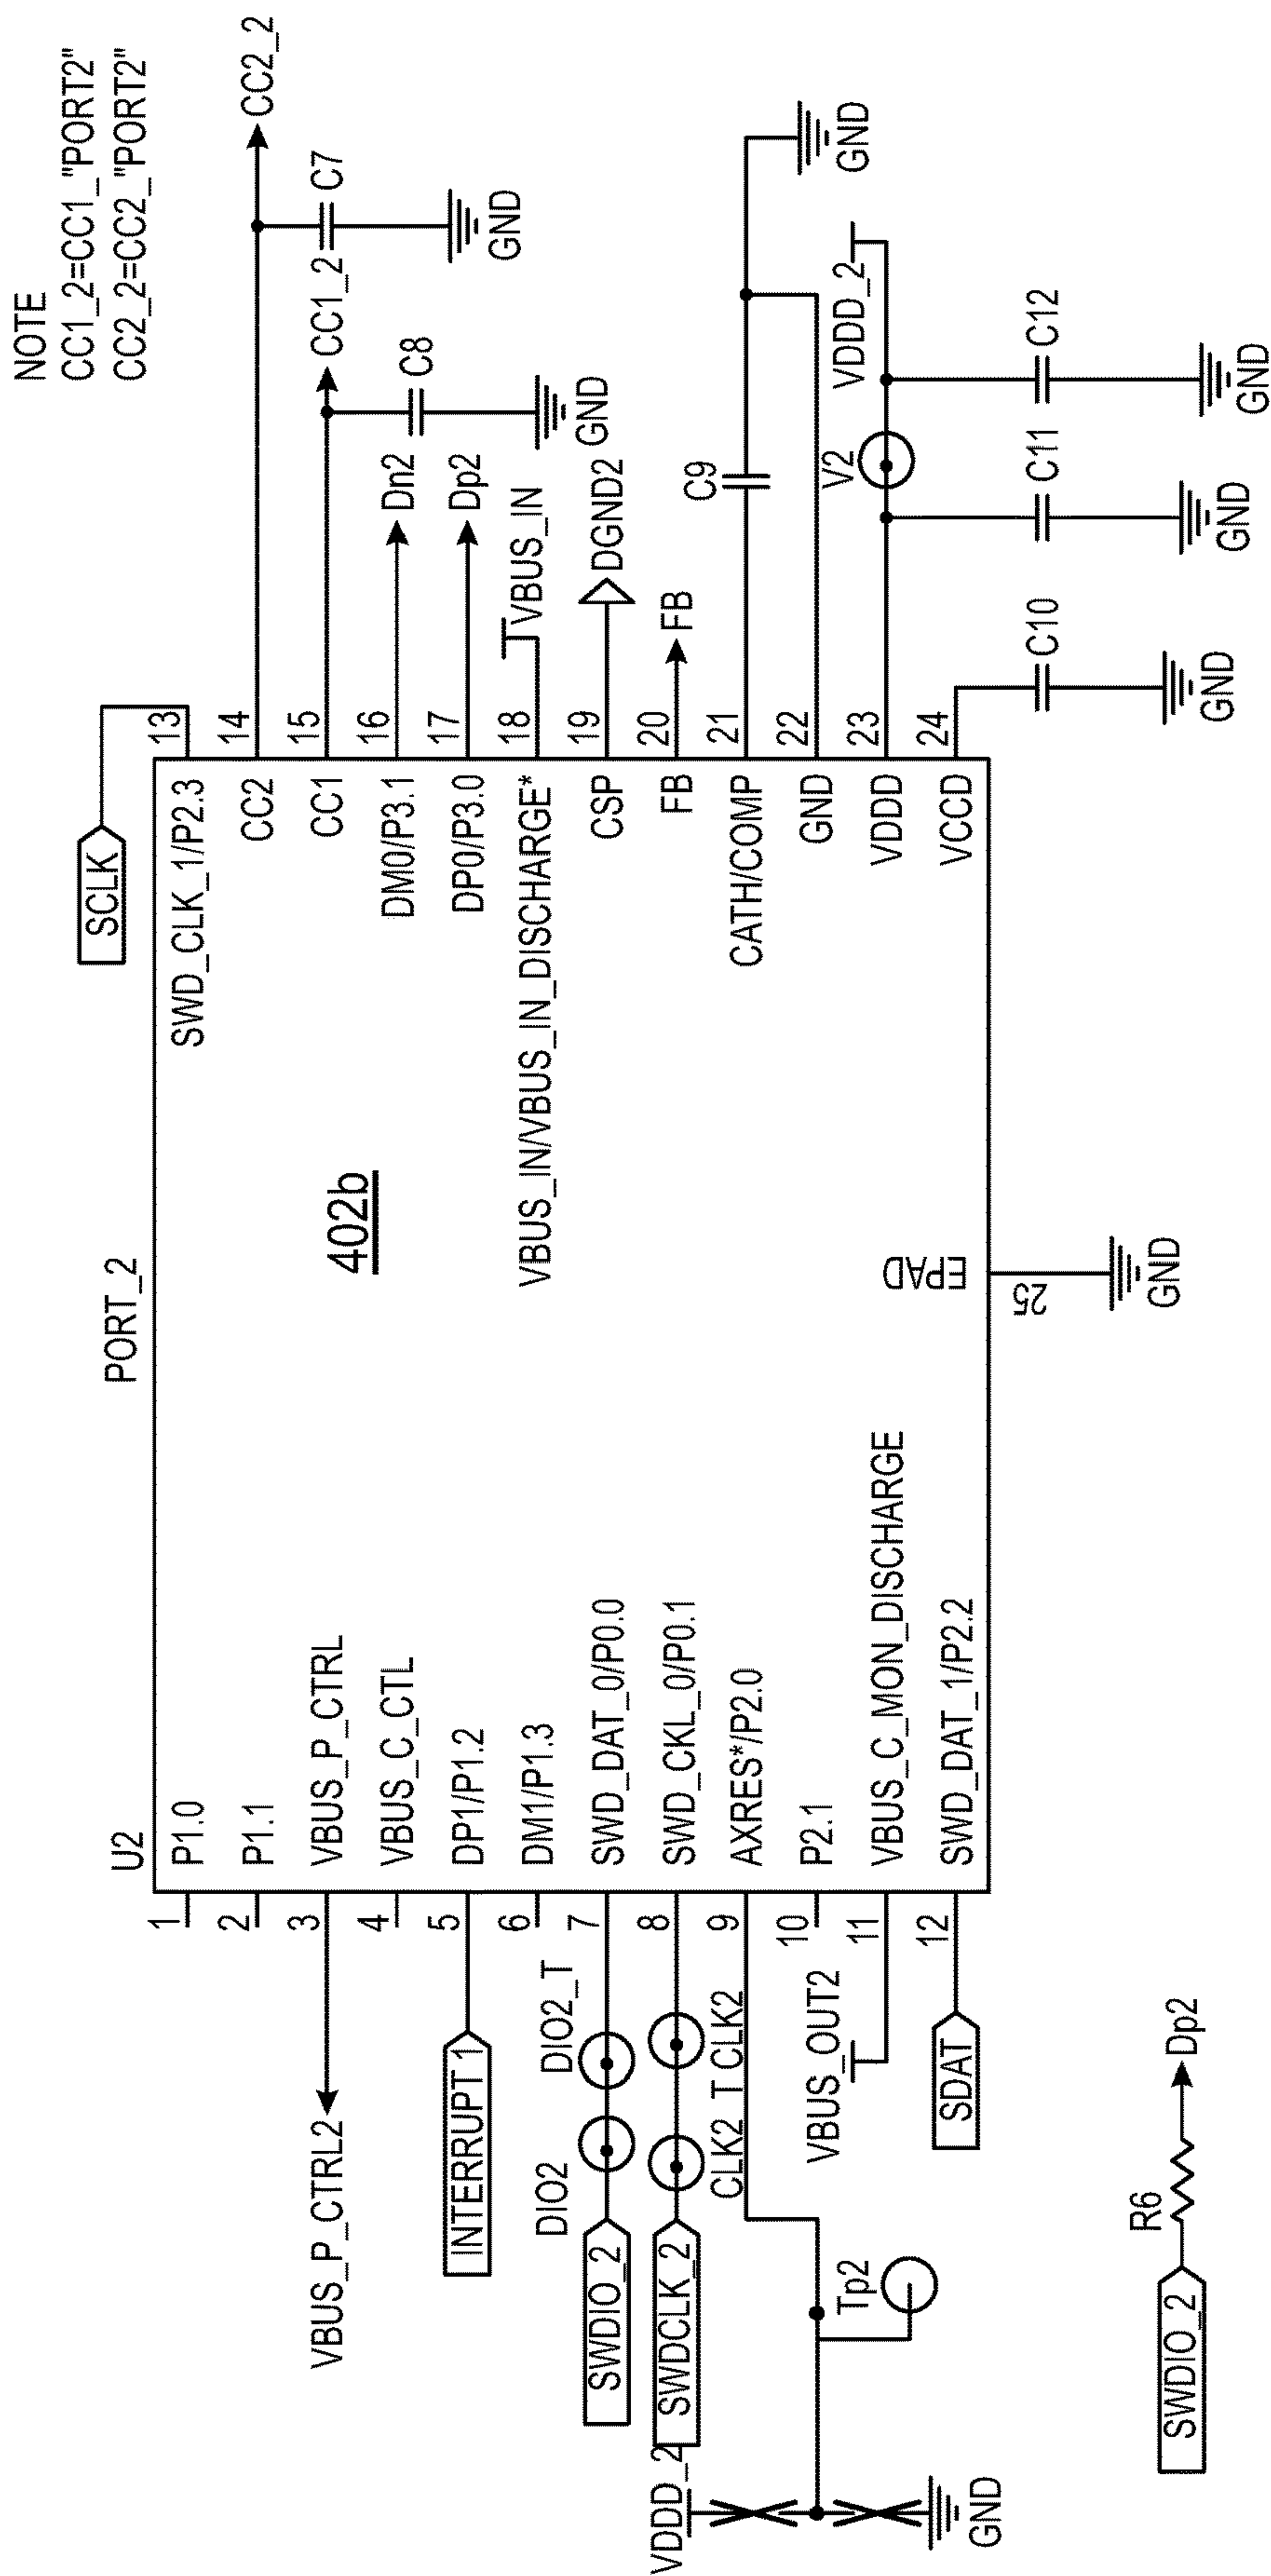 NOTE
CC1_2=CC1_"PORT2"
CC2_2=CC2_"PORT2"
PORT_2
U2
402b
1
P1.0
2
P1.1
VBUS_P_CTRL2
3
VBUS_P_CTRL
4
VBUS_C_CTL
INTERRUPT1
5
DP1/P1.2
6
DM1/P1.3
SWDIO_2
DIO2
DIO2_T
7
SWD_DAT_0/P0.0
SWDCLK_2
CLK2_T
CLK2
8
SWD_CKL_0/P0.1
9
AXRES*/P2.0
VDDD_2
GND
Tp2
10
P2.1
VBUS_OUT2
11
VBUS_C_MON_DISCHARGE
SDAT
12
SWD_DAT_1/P2.2
SCLK
SWD_CLK_1/P2.3
13
CC2
14
CC2_2
C7
GND
CC1
15
CC1_2
C8
GND
DM0/P3.1
16
Dn2
DP0/P3.0
17
Dp2
VBUS_IN/VBUS_IN_DISCHARGE*
18
VBUS_IN
CSP
19
DGND2
FB
20
FB
CATH/COMP
21
C9
GND
GND
22
VDDD
23
V2
VDDD_2
C11
GND
C12
GND
VCCD
24
C10
GND
EPAD
25
GND
SWDIO_2
R6
Dp2